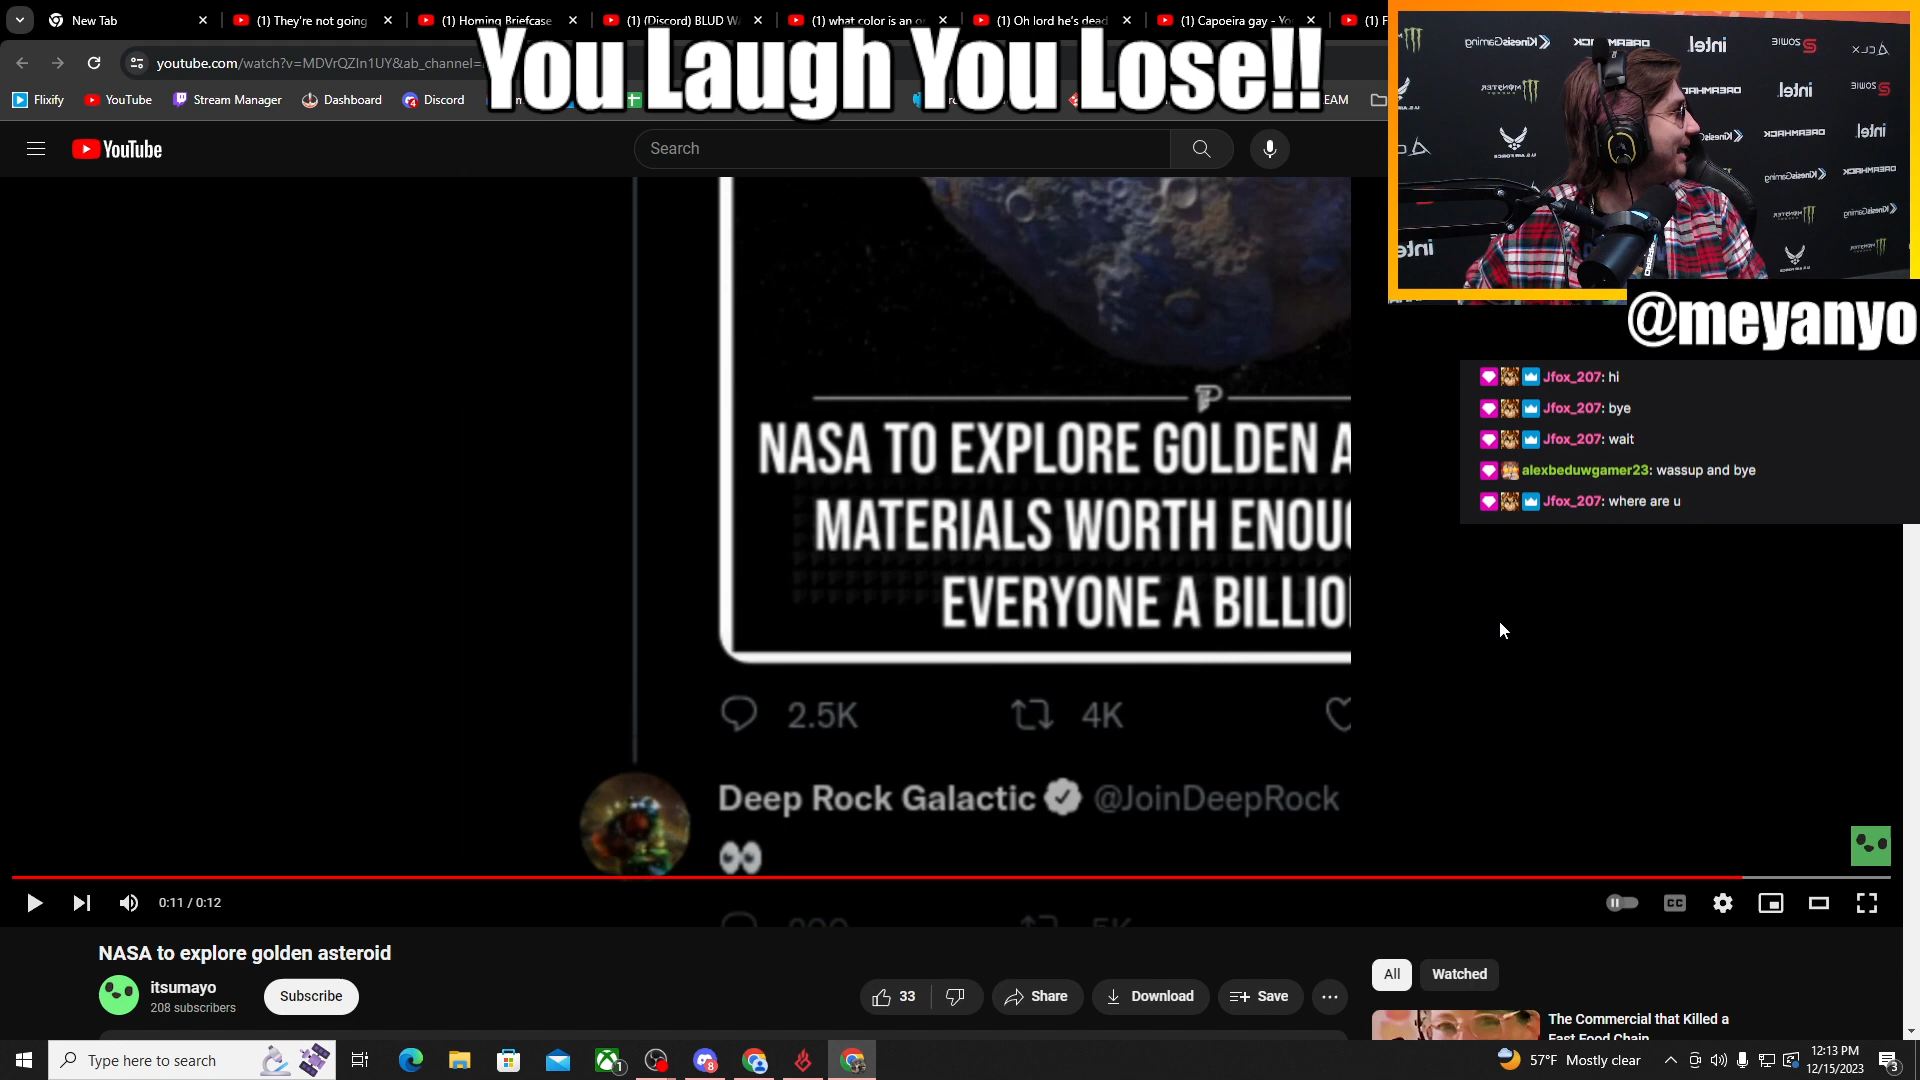 New Tab
(1) They're not going
(1) Homing Briefcase
(1) (Discord) BLUD W
(1) what color is an o
(1) Oh lord he's dead
(1) Capoeira gay - Yo
(1) F
You Laugh You Lose!!
youtube.com/watch?v=MDVrQZIn1UY&ab_channel=
Flixify
YouTube
Stream Manager
Dashboard
Discord
EAM
YouTube
Search
@meyanyo
Jfox_207: hi
Jfox_207: bye
Jfox_207: wait
alexbeduwgamer23: wassup and bye
Jfox_207: where are u
NASA TO EXPLORE GOLDEN A
MATERIALS WORTH ENOU
EVERYONE A BILLIO
2.5K
4K
Deep Rock Galactic @JoinDeepRock
👀
0:11 / 0:12
CC
NASA to explore golden asteroid
itsumayo
208 subscribers
Subscribe
33
Share
Download
Save
All
Watched
The Commercial that Killed a
Fast Food Chain
Type here to search
1
8
57°F Mostly clear
12:13 PM
12/15/2023
3